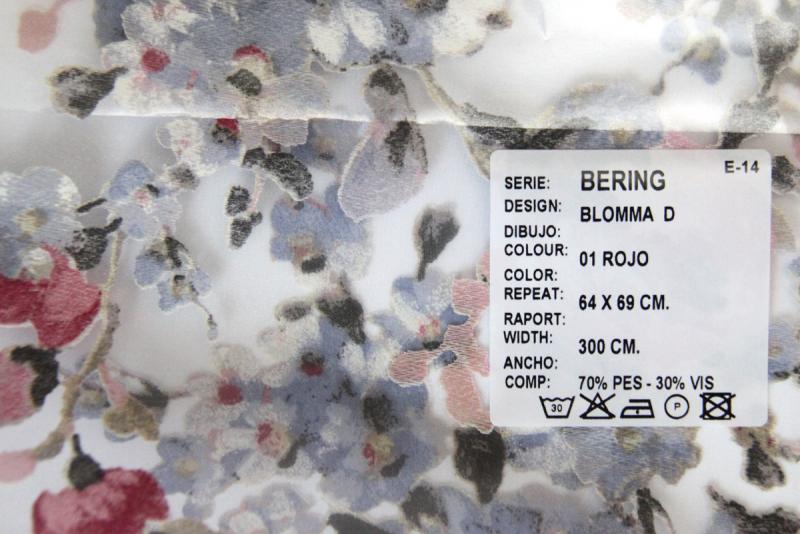 E-14
SERIE: BERING
DESIGN: BLOMMA D
DIBUJO:
COLOUR: 01 ROJO
COLOR:
REPEAT: 64 X 69 CM.
RAPORT:
WIDTH: 300 CM.
ANCHO:
COMP: 70% PES - 30% VIS
30 P